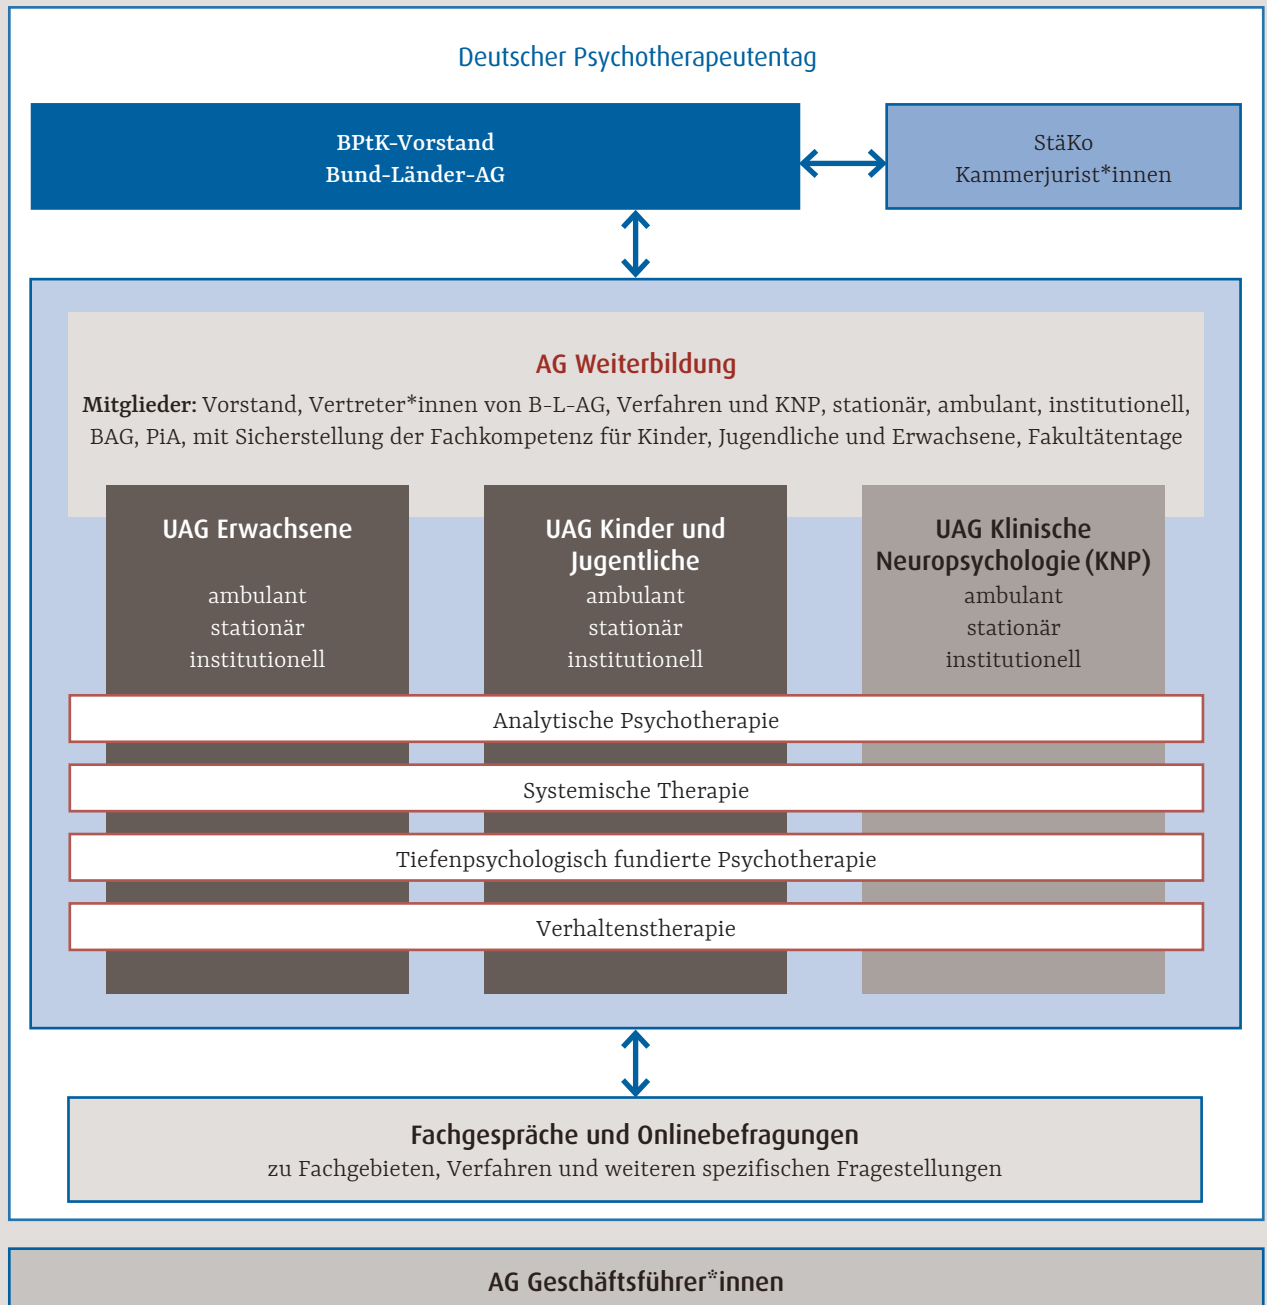 Deutscher Psychotherapeutentag
BPtK-Vorstand
Bund-Länder-AG
StäKo
Kammerjurist*innen
AG Weiterbildung
Mitglieder: Vorstand, Vertreter*innen von B-L-AG, Verfahren und KNP, stationär, ambulant, institutionell,
BAG, PiA, mit Sicherstellung der Fachkompetenz für Kinder, Jugendliche und Erwachsene, Fakultätentage
UAG Erwachsene
ambulant
stationär
institutionell
UAG Kinder und
Jugentliche
ambulant
stationär
institutionell
UAG Klinische
Neuropsychologie (KNP)
ambulant
stationär
institutionell
Analytische Psychotherapie
Systemische Therapie
Tiefenpsychologisch fundierte Psychotherapie
Verhaltenstherapie
Fachgespräche und Onlinebefragungen
zu Fachgebieten, Verfahren und weiteren spezifischen Fragestellungen
AG Geschäftsführer*innen